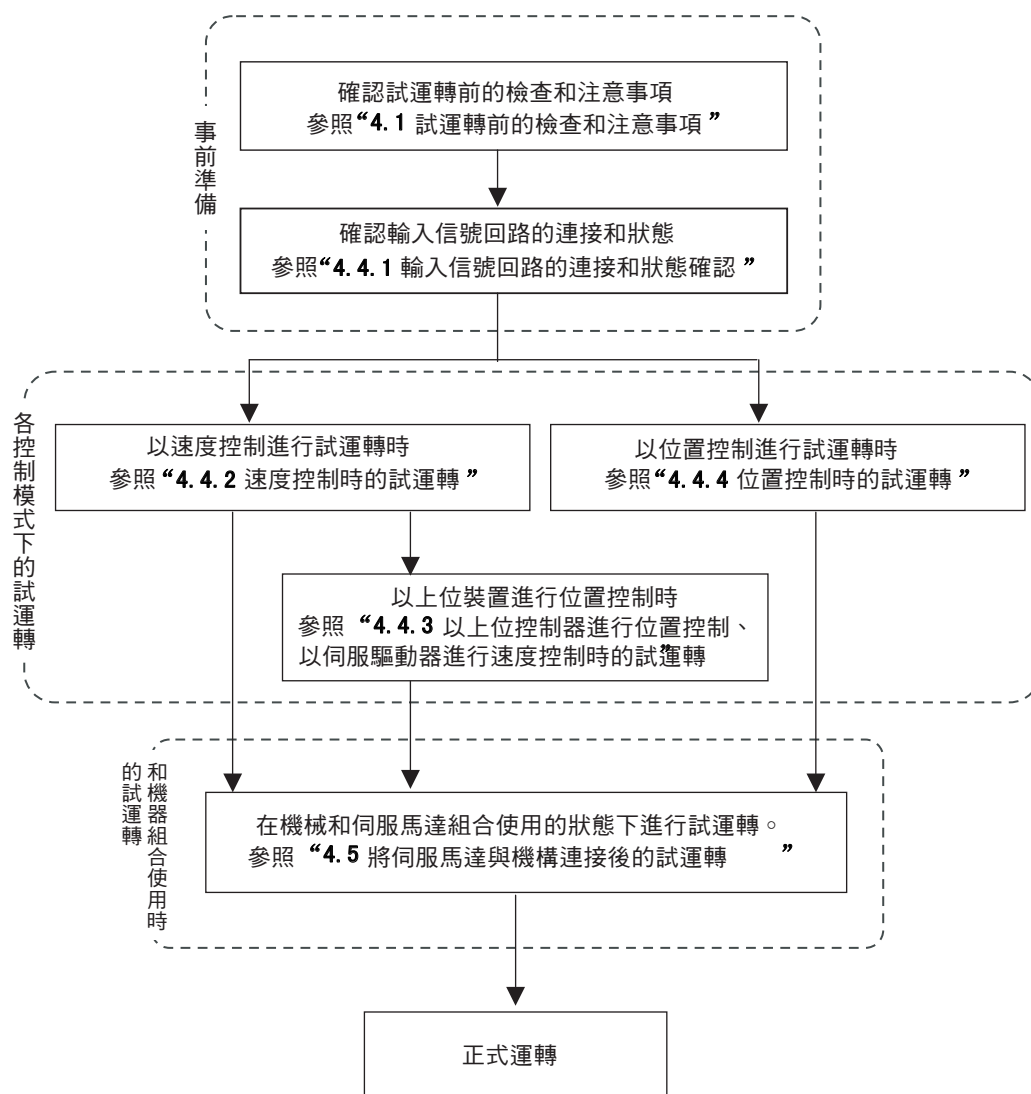 事前準備
確認試運轉前的檢查和注意事項
參照“4.1 試運轉前的檢查和注意事項”
確認輸入信號回路的連接和狀態
參照“4.4.1 輸入信號回路的連接和狀態確認 ”
各控制模式下的試運轉
以速度控制進行試運轉時
參照“4.4.2 速度控制時的試運轉 ”
以位置控制進行試運轉時
參照“4.4.4 位置控制時的試運轉 ”
以上位裝置進行位置控制時
參照 “4.4.3 以上位控制器進行位置控制、
以伺服驅動器進行速度控制時的試運轉”
和機器組合使用時
的試運轉
在機械和伺服馬達組合使用的狀態下進行試運轉。
參照 “4.5 將伺服馬達與機構連接後的試運轉 ”
正式運轉